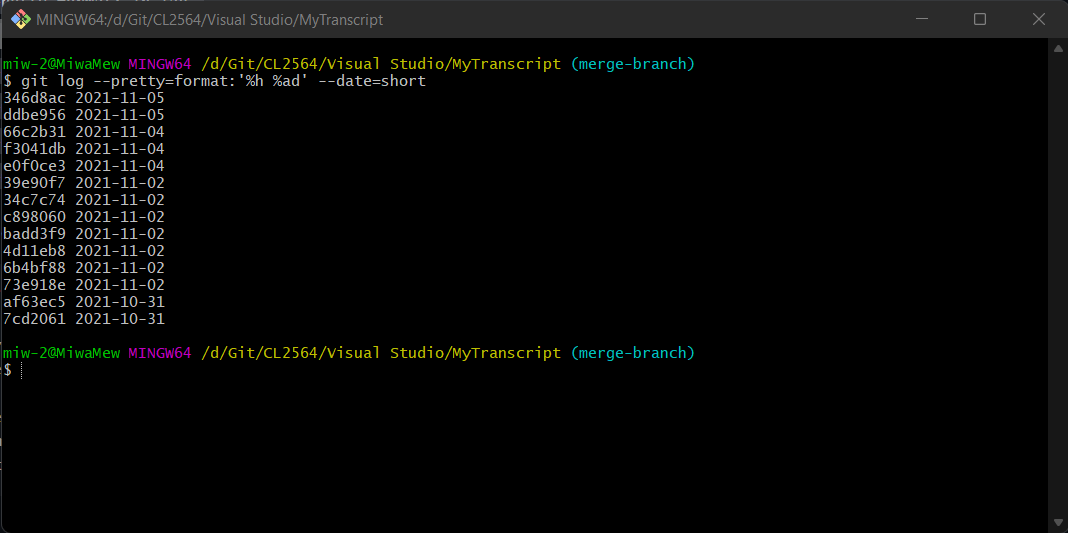 MINGW64:/d/Git/CL2564/Visual Studio/MyTranscript
miw-2@MiwaMew MINGW64 /d/Git/CL2564/Visual Studio/MyTranscript (merge-branch)
$ git log --pretty=format:'%h %ad' --date=short
346d8ac 2021-11-05
ddbe956 2021-11-05
66c2b31 2021-11-04
f3041db 2021-11-04
e0f0ce3 2021-11-04
39e90f7 2021-11-02
34c7c74 2021-11-02
c898060 2021-11-02
badd3f9 2021-11-02
4d11eb8 2021-11-02
6b4bf88 2021-11-02
73e918e 2021-11-02
af63ec5 2021-10-31
7cd2061 2021-10-31
miw-2@MiwaMew MINGW64 /d/Git/CL2564/Visual Studio/MyTranscript (merge-branch)
$